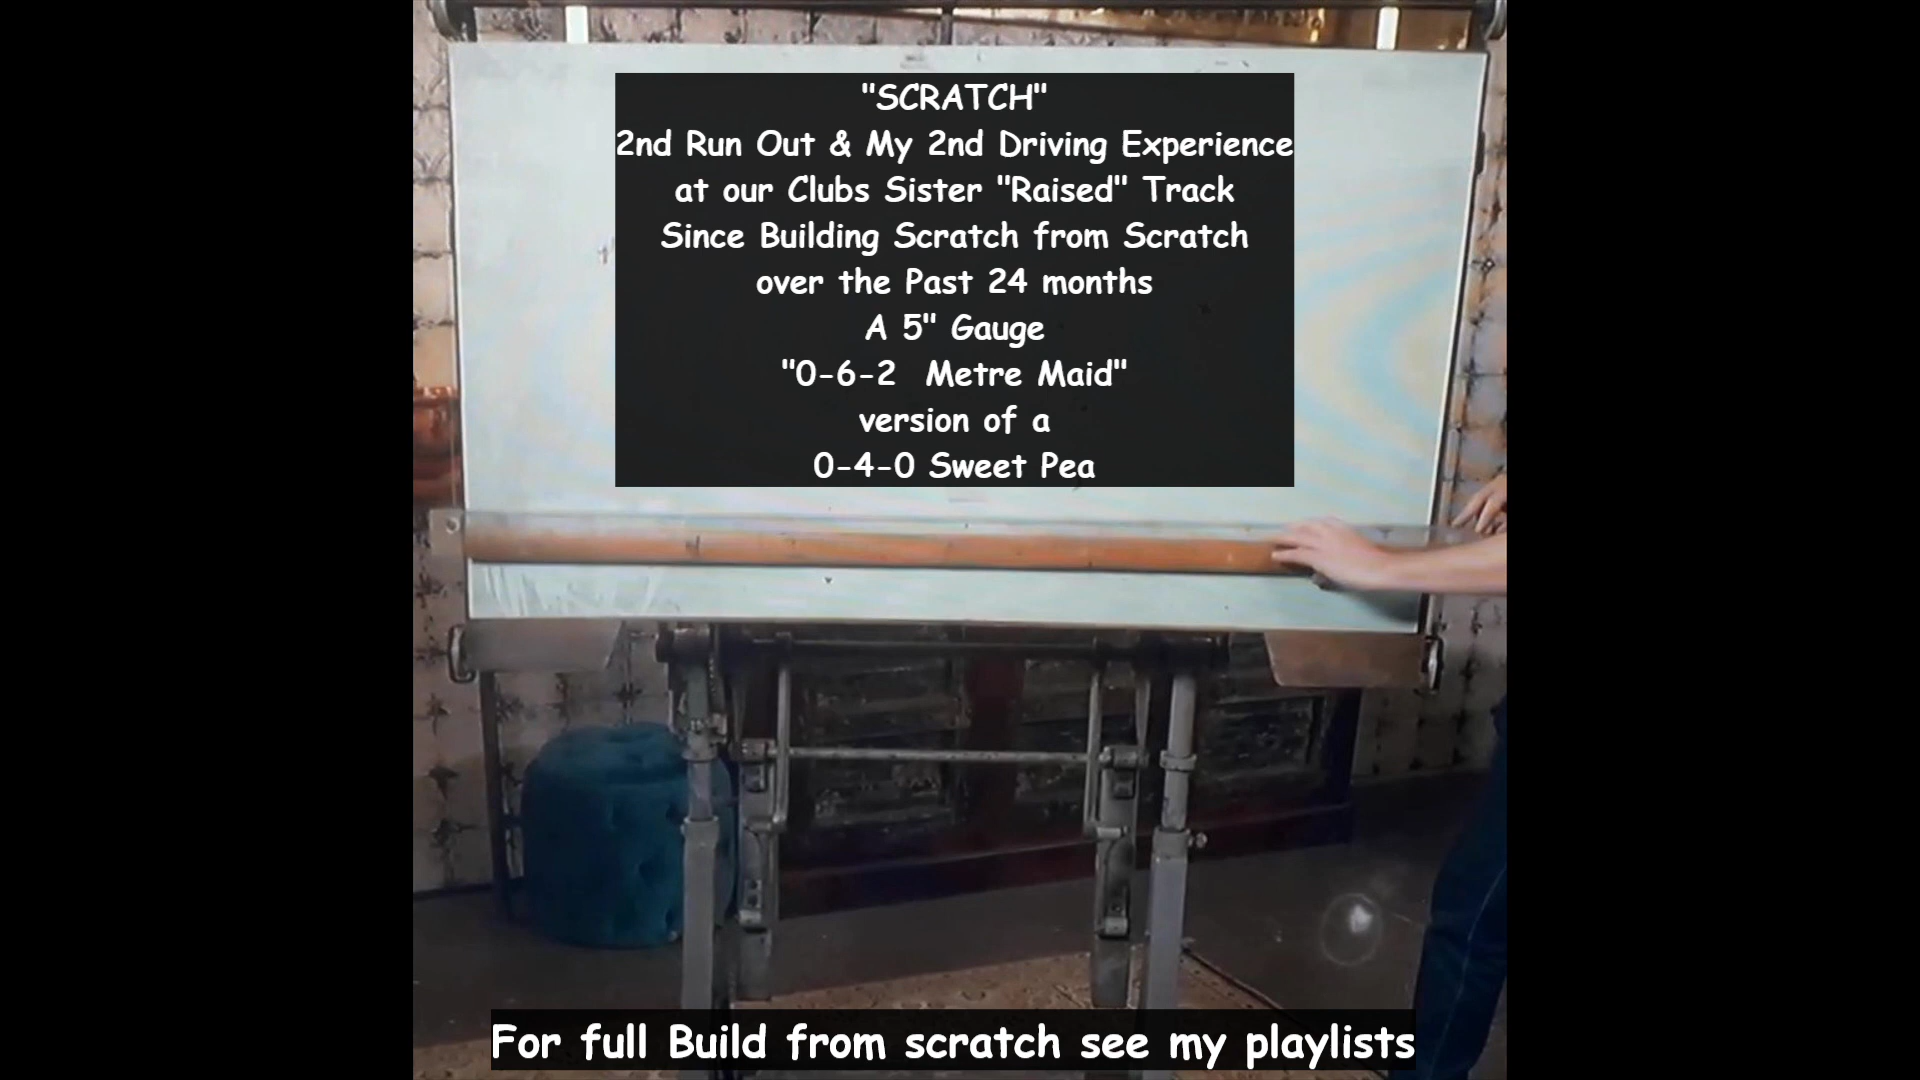 "SCRATCH"
2nd Run Out & My 2nd Driving Experience
at our Clubs Sister "Raised" Track
Since Building Scratch from Scratch
over the Past 24 months
A 5" Gauge
"0-6-2  Metre Maid"
version of a
0-4-0 Sweet Pea
For full Build from scratch see my playlists